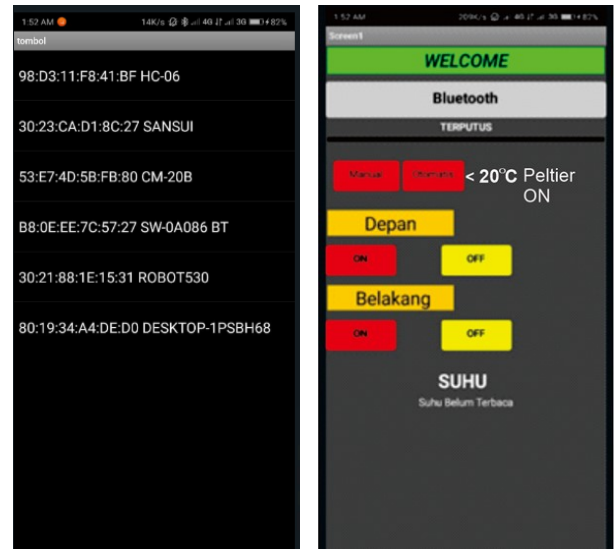 1:52 AM
14K/s 4G 3G 82%
tombol
98:D3:11:F8:41:BF HC-06
30:23:CA:D1:8C:27 SANSUI
53:E7:4D:5B:FB:80 CM-20B
B8:0E:EE:7C:57:27 SW-0A086 BT
30:21:88:1E:15:31 ROBOT530
80:19:34:A4:DE:D0 DESKTOP-1PSBH68
1:52 AM
209K/s 4G 3G 82%
Screen1
WELCOME
Bluetooth
TERPUTUS
Manual Otomatis < 20°C Peltier
ON
Depan
ON OFF
Belakang
ON OFF
SUHU
Suhu Belum Terbaca